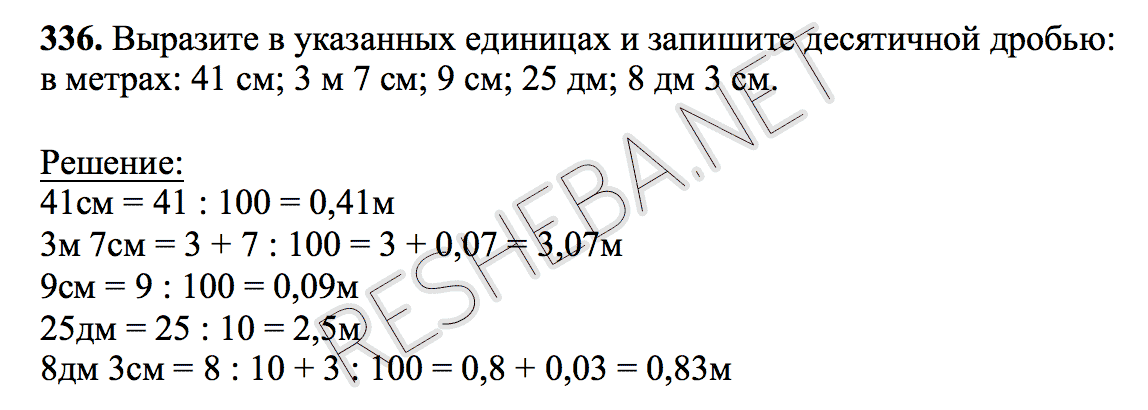 336. Выразите в указанных единицах и запишите десятичной дробью:
в метрах: 41 см; 3 м 7 см; 9 см; 25 дм; 8 дм 3 см.
Решение:
41см = 41 : 100 = 0,41м
3м 7см = 3 + 7 : 100 = 3 + 0,07 = 3,07м
9см = 9 : 100 = 0,09м
25дм = 25 : 10 = 2,5м
8дм 3см = 8 : 10 + 3 : 100 = 0,8 + 0,03 = 0,83м
RESHEBA.NET